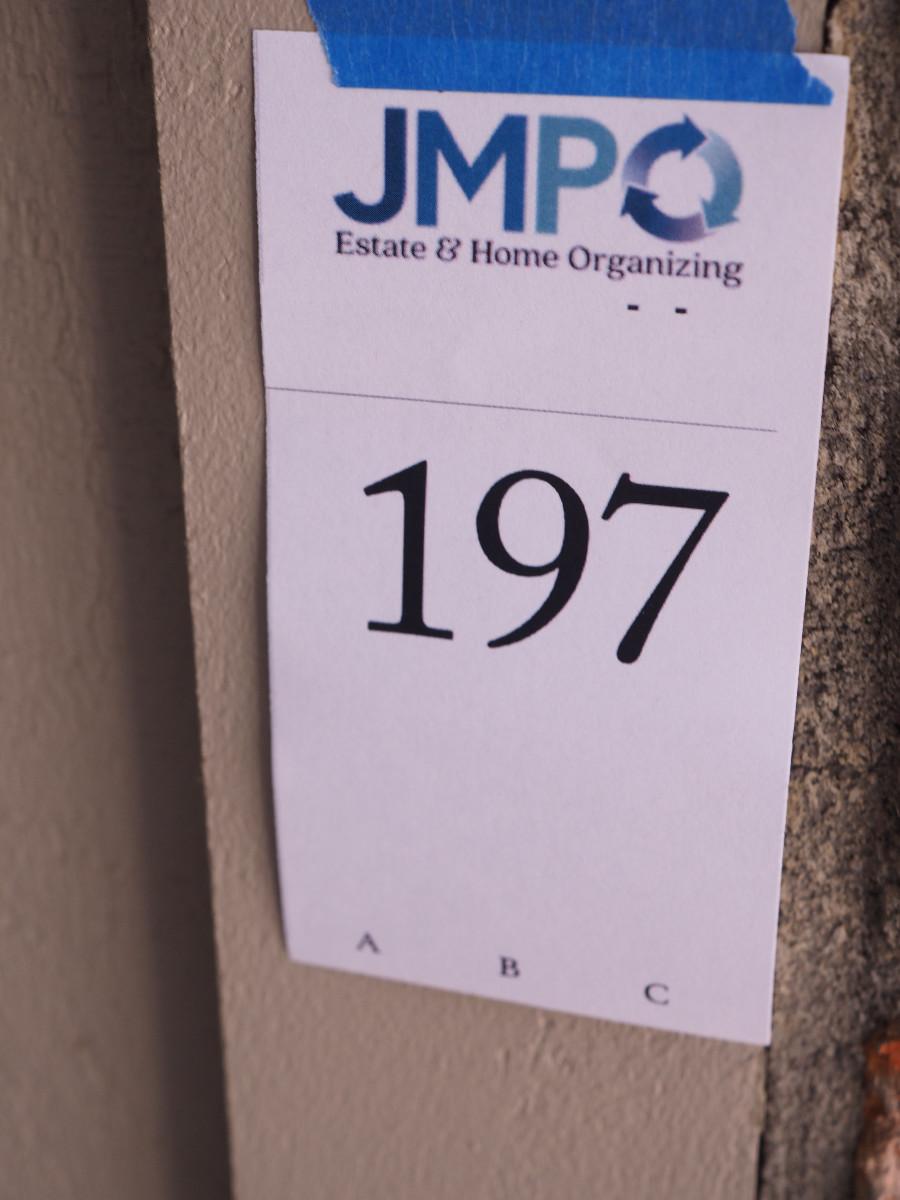 JMPO
Estate & Home Organizing
- -
197
A B C